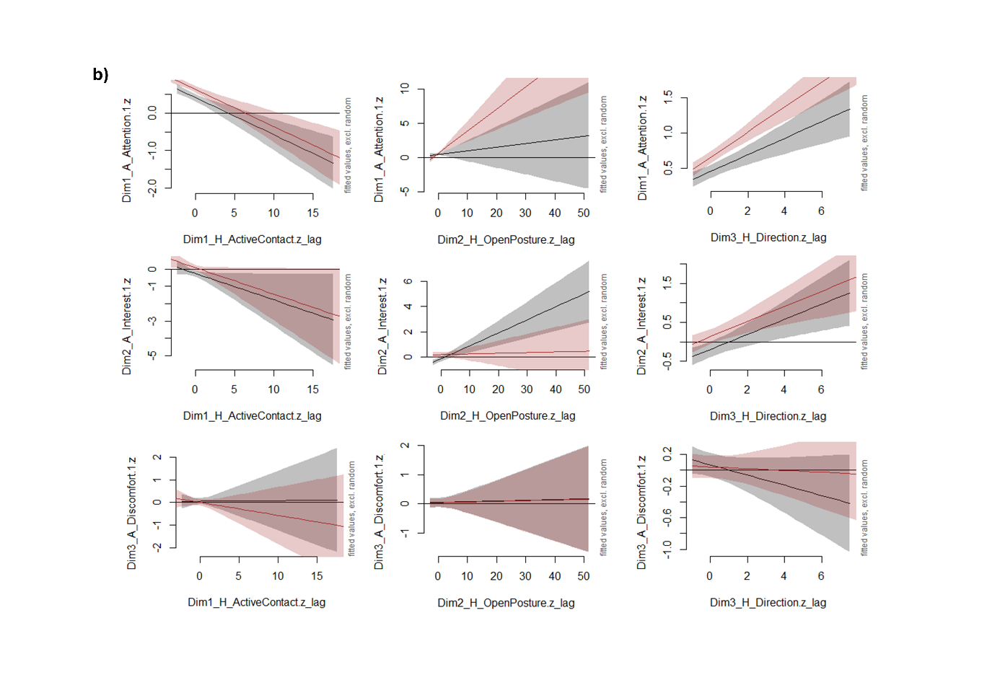 b)
Dim1_A_Attention.1.z
0.0
-1.0
-2.0
0 5 10 15
Dim1_H_ActiveContact.z_lag
fitted values, excl. random
Dim1_A_Attention.1.z
10
5
0
-5
0 10 20 30 40 50
Dim2_H_OpenPosture.z_lag
fitted values, excl. random
Dim1_A_Attention.1.z
1.5
1.0
0.5
0 2 4 6
Dim3_H_Direction.z_lag
fitted values, excl. random
Dim2_A_Interest.1.z
0
-1
-3
-5
0 5 10 15
Dim1_H_ActiveContact.z_lag
fitted values, excl. random
Dim2_A_Interest.1.z
6
4
2
0
0 10 20 30 40 50
Dim2_H_OpenPosture.z_lag
fitted values, excl. random
Dim2_A_Interest.1.z
1.5
0.5
-0.5
0 2 4 6
Dim3_H_Direction.z_lag
fitted values, excl. random
Dim3_A_Discomfort.1.z
2
1
0
-1
-2
0 5 10 15
Dim1_H_ActiveContact.z_lag
fitted values, excl. random
Dim3_A_Discomfort.1.z
2
1
0
-1
0 10 20 30 40 50
Dim2_H_OpenPosture.z_lag
fitted values, excl. random
Dim3_A_Discomfort.1.z
0.2
-0.2
-0.6
-1.0
0 2 4 6
Dim3_H_Direction.z_lag
fitted values, excl. random